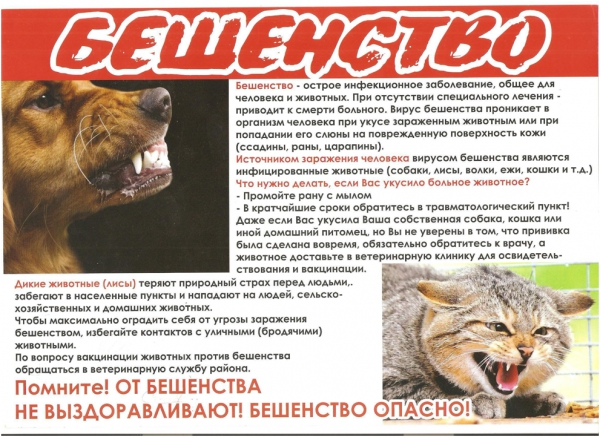 БЕШЕНСТВО
Бешенство - острое инфекционное заболевание, общее для
человека и животных. При отсутствии специального лечения -
приводит к смерти больного. Вирус бешенства проникает в
организм человека при укусе зараженным животным или при
попадании его слюны на поврежденную поверхность кожи
(ссадины, раны, царапины).
Источником заражения человека вирусом бешенства являются
инфицированные животные (собаки, лисы, волки, ежи, кошки и т.д.)
Что нужно делать, если Вас укусило больное животное?
- Промойте рану с мылом
- В кратчайшие сроки обратитесь в травматологический пункт!
Даже если Вас укусила Ваша собственная собака, кошка или
иной домашний питомец, но Вы не уверены в том, что прививка
была сделана вовремя, обязательно обратитесь к врачу, а
животное доставьте в ветеринарную клинику для освидетель-
ствования и вакцинации.
Дикие животные (лисы) теряют природный страх перед людьми,.
забегают в населенные пункты и нападают на людей, сельско-
хозяйственных и домашних животных.
Чтобы максимально оградить себя от угрозы заражения
бешенством, избегайте контактов с уличными (бродячими)
животными.
По вопросу вакцинации животных против бешенства
обращаться в ветеринарную службу района.
Помните! ОТ БЕШЕНСТВА
НЕ ВЫЗДОРАВЛИВАЮТ! БЕШЕНСТВО ОПАСНО!